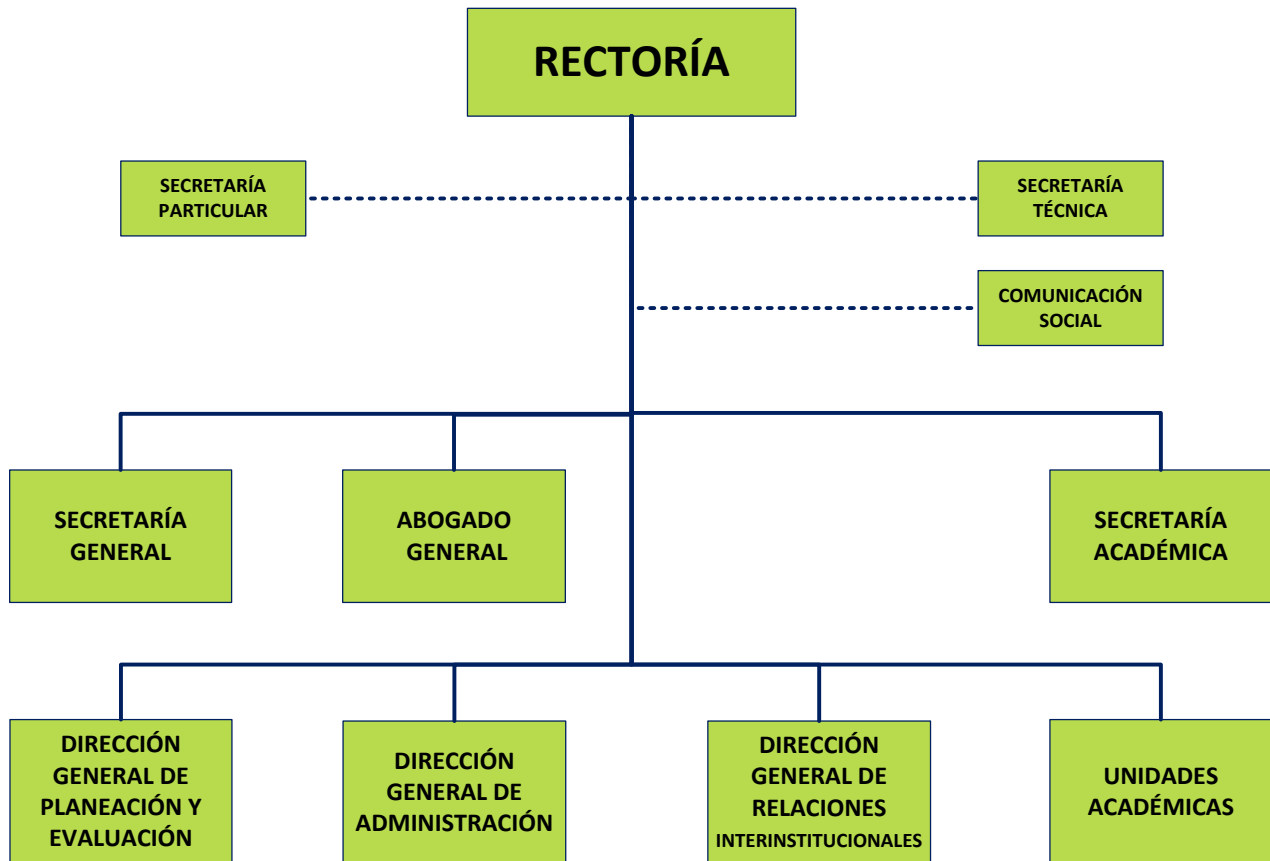 RECTORÍA
SECRETARÍA
PARTICULAR
SECRETARÍA
TÉCNICA
COMUNICACIÓN
SOCIAL
SECRETARÍA
GENERAL
ABOGADO
GENERAL
SECRETARÍA
ACADÉMICA
DIRECCIÓN
GENERAL DE
PLANEACIÓN Y
EVALUACIÓN
DIRECCIÓN
GENERAL DE
ADMINISTRACIÓN
DIRECCIÓN
GENERAL DE
RELACIONES
INTERINSTITUCIONALES
UNIDADES
ACADÉMICAS